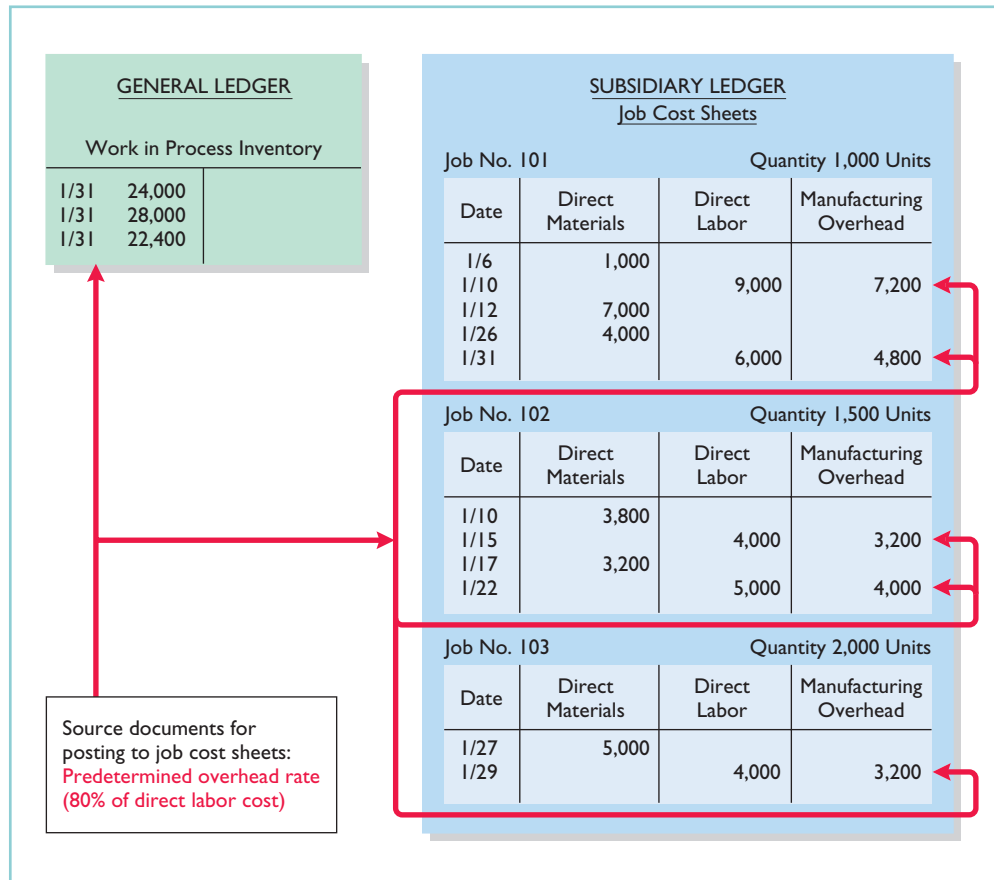 GENERAL LEDGER
Work in Process Inventory
1/31 24,000
1/31 28,000
1/31 22,400
SUBSIDIARY LEDGER
Job Cost Sheets
Job No. 101 Quantity 1,000 Units
Date Direct Materials Direct Labor Manufacturing Overhead
1/6 1,000
1/10 9,000 7,200
1/12 7,000
1/26 4,000
1/31 6,000 4,800
Job No. 102 Quantity 1,500 Units
Date Direct Materials Direct Labor Manufacturing Overhead
1/10 3,800
1/15 4,000 3,200
1/17 3,200
1/22 5,000 4,000
Job No. 103 Quantity 2,000 Units
Date Direct Materials Direct Labor Manufacturing Overhead
1/27 5,000
1/29 4,000 3,200
Source documents for
posting to job cost sheets:
Predetermined overhead rate
(80% of direct labor cost)